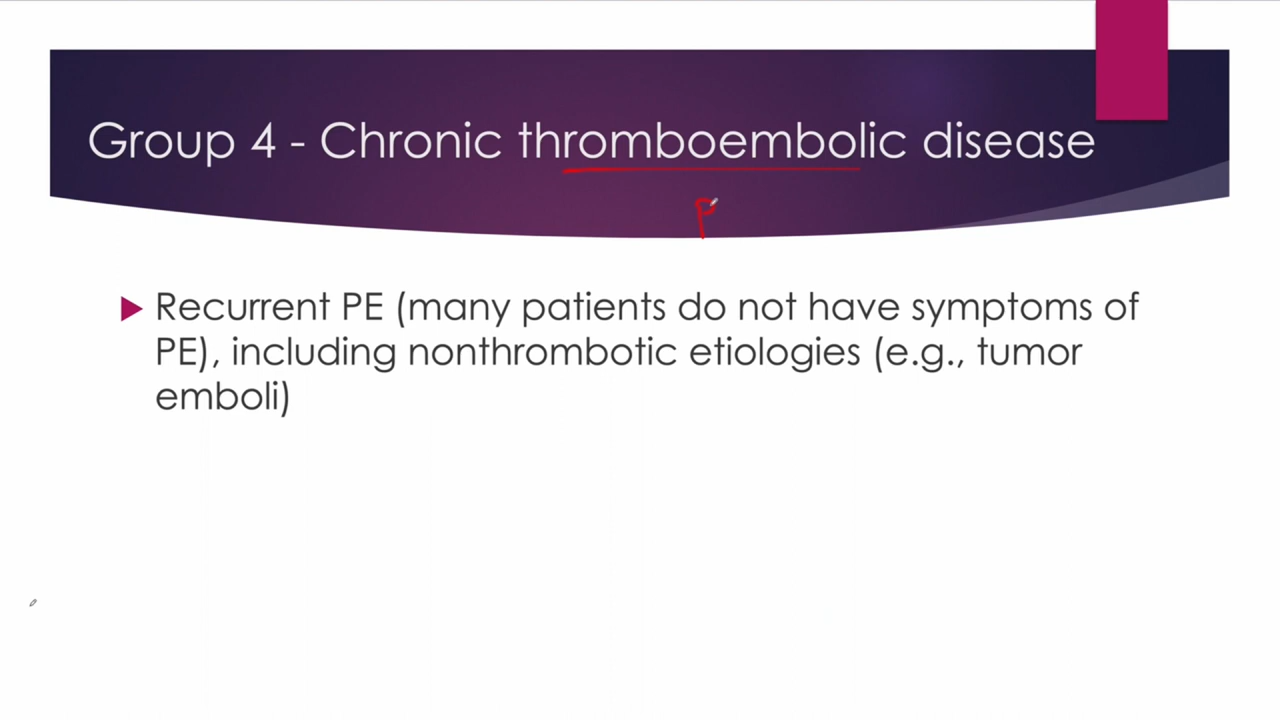 Group 4 - Chronic thromboembolic disease
P
Recurrent PE (many patients do not have symptoms of
PE), including nonthrombotic etiologies (e.g., tumor
emboli)